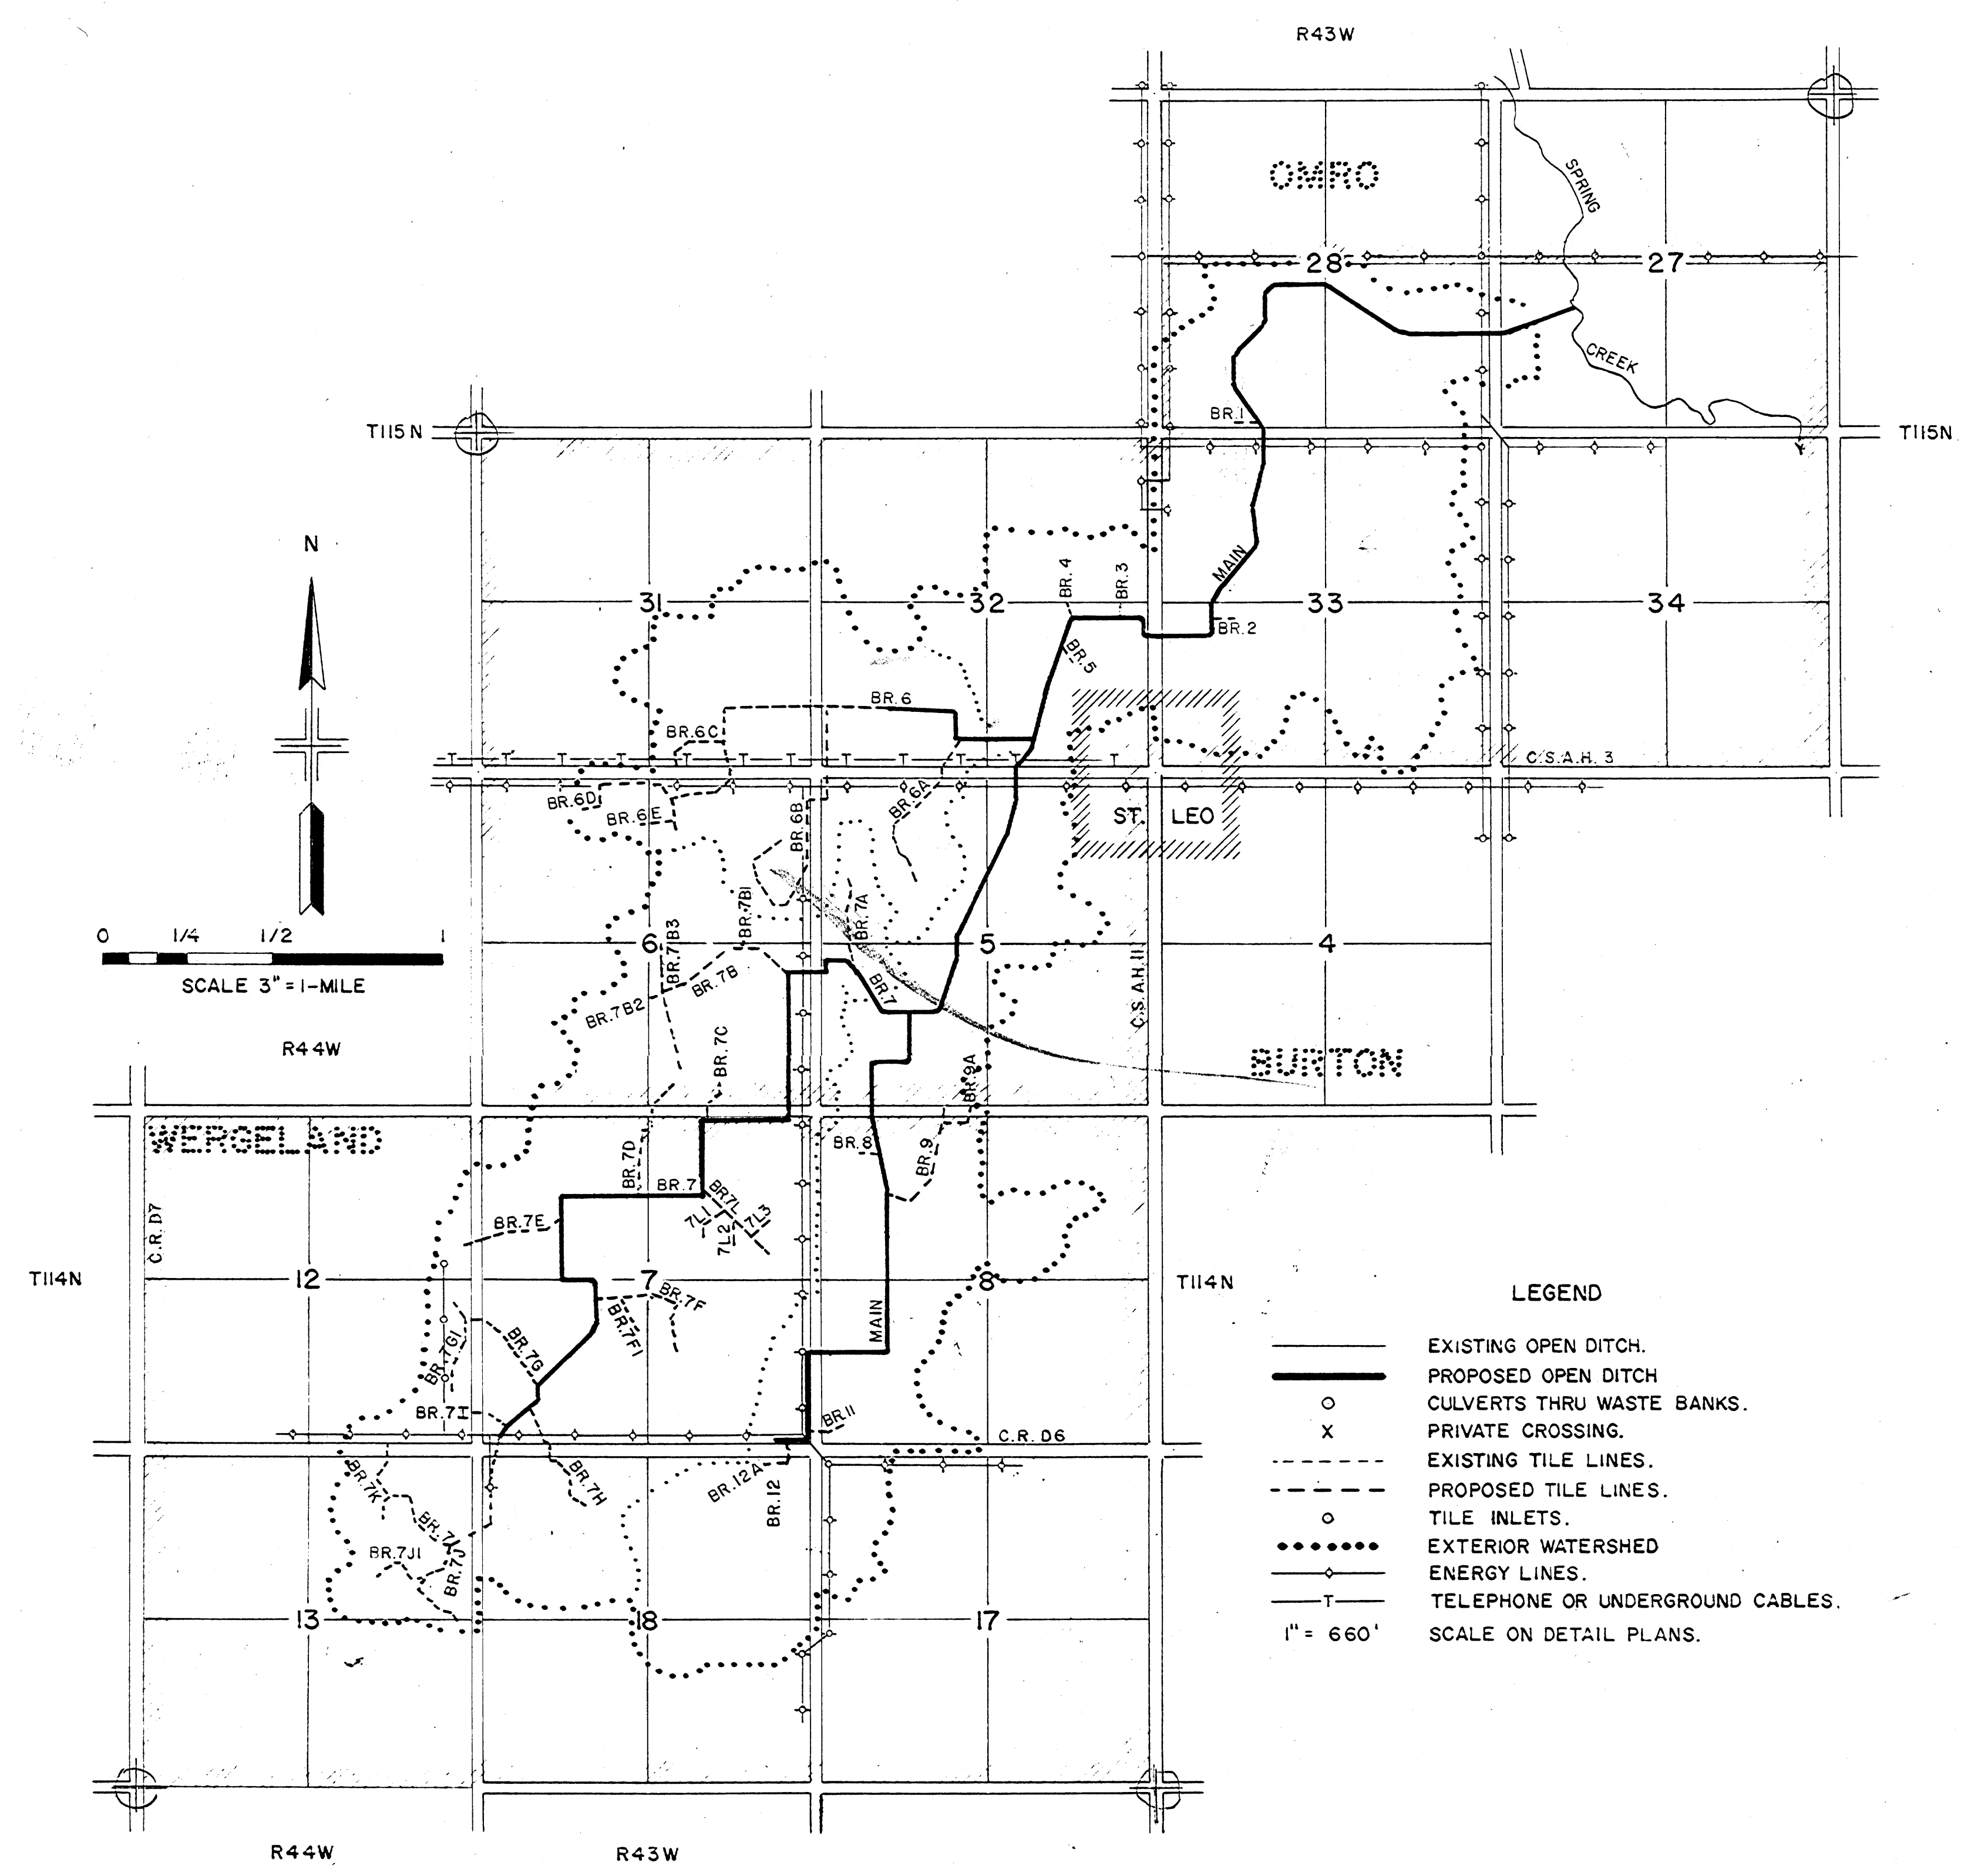 R43W
OMRO
SPRING
28
27
CREEK
BR.1
T115N
T115N
N
MAIN
BR.4
BR.3
31
32
33
34
BR.2
BR.5
BR.6
BR.6C
C.S.A.H. 3
BR.6D
BR.6E
BR.6B
BR.6A
ST. LEO
BR.7B1
BR.7A
BR.7B3
6
5
4
0 1/4 1/2 1
SCALE 3" = 1-MILE
BR.7B
BR.7B2
BR.7
C.S.A.H. 11
BR.7C
R44W
BURTON
BR.9A
WERGELAND
BR.8
BR.9
BR.7D
BR.7
BR.7L
7L1
7L2
7L3
BR.7E
C.R. D7
T114N
12
7
8
T114N
BR.7F
BR.7F1
MAIN
BR.7G
BR.7G1
BR.7I
BR.11
C.R. D6
BR.7K
BR.7H
BR.12A
BR.12
BR.7J
BR.7J1
BR.7J
13
18
17
LEGEND
EXISTING OPEN DITCH.
PROPOSED OPEN DITCH
CULVERTS THRU WASTE BANKS.
X PRIVATE CROSSING.
EXISTING TILE LINES.
PROPOSED TILE LINES.
TILE INLETS.
EXTERIOR WATERSHED
ENERGY LINES.
T TELEPHONE OR UNDERGROUND CABLES.
1" = 660' SCALE ON DETAIL PLANS.
R44W
R43W